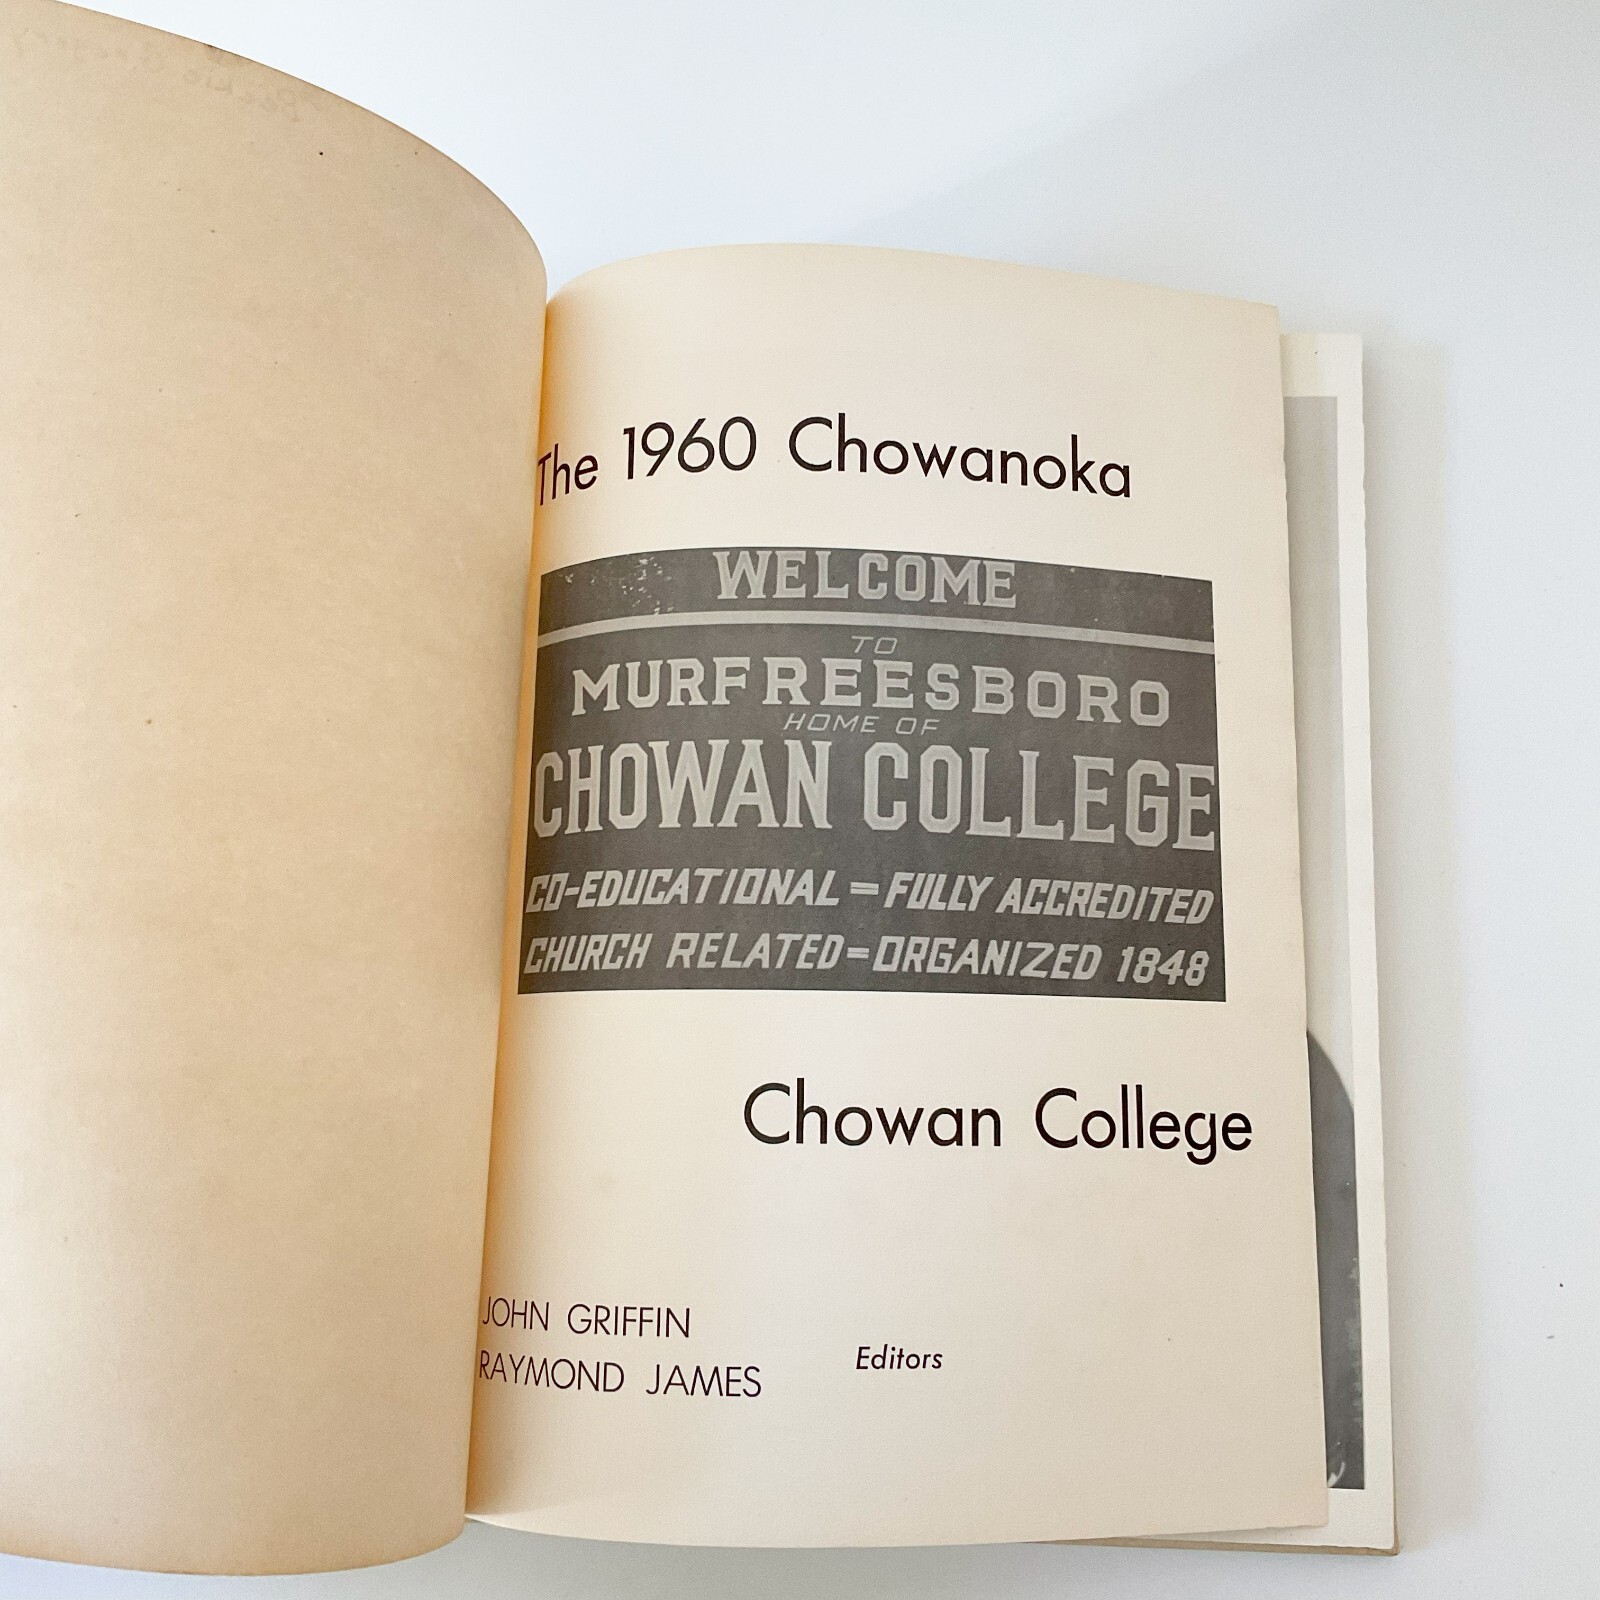 The 1960 Chowanoka
WELCOME
TO
MURFREESBORO
HOME OF
CHOWAN COLLEGE
CO-EDUCATIONAL = FULLY ACCREDITED
CHURCH RELATED = ORGANIZED 1848
Chowan College
JOHN GRIFFIN
RAYMOND JAMES
Editors